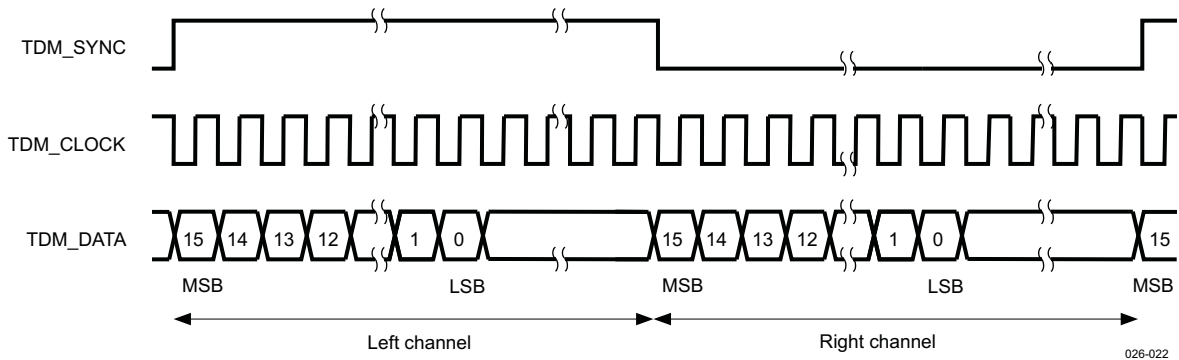 TDM_SYNC
TDM_CLOCK
TDM_DATA 15 14 13 12 1 0 15 14 13 12 1 0 15
MSB LSB MSB LSB MSB
Left channel Right channel
026-022